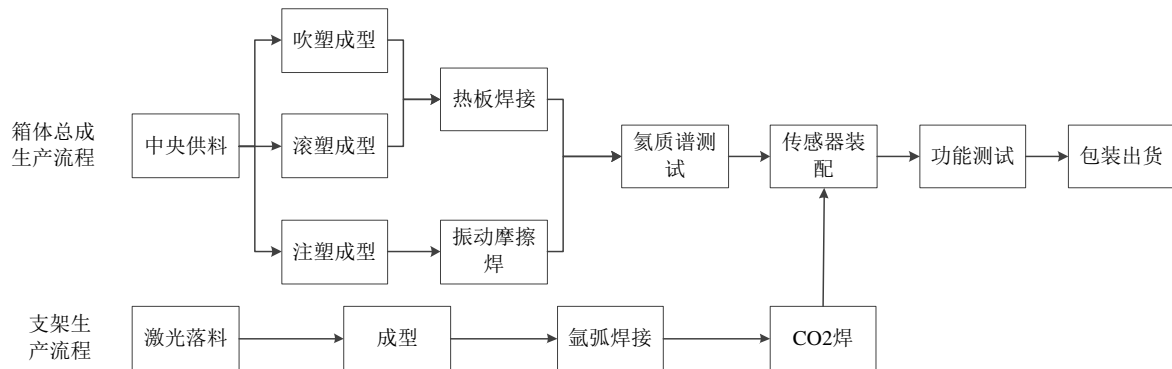 箱体总成
生产流程
中央供料
吹塑成型
滚塑成型
注塑成型
热板焊接
振动摩擦
焊
氦质谱测
试
传感器装
配
功能测试
包装出货
支架生
产流程
激光落料
成型
氩弧焊接
CO2焊